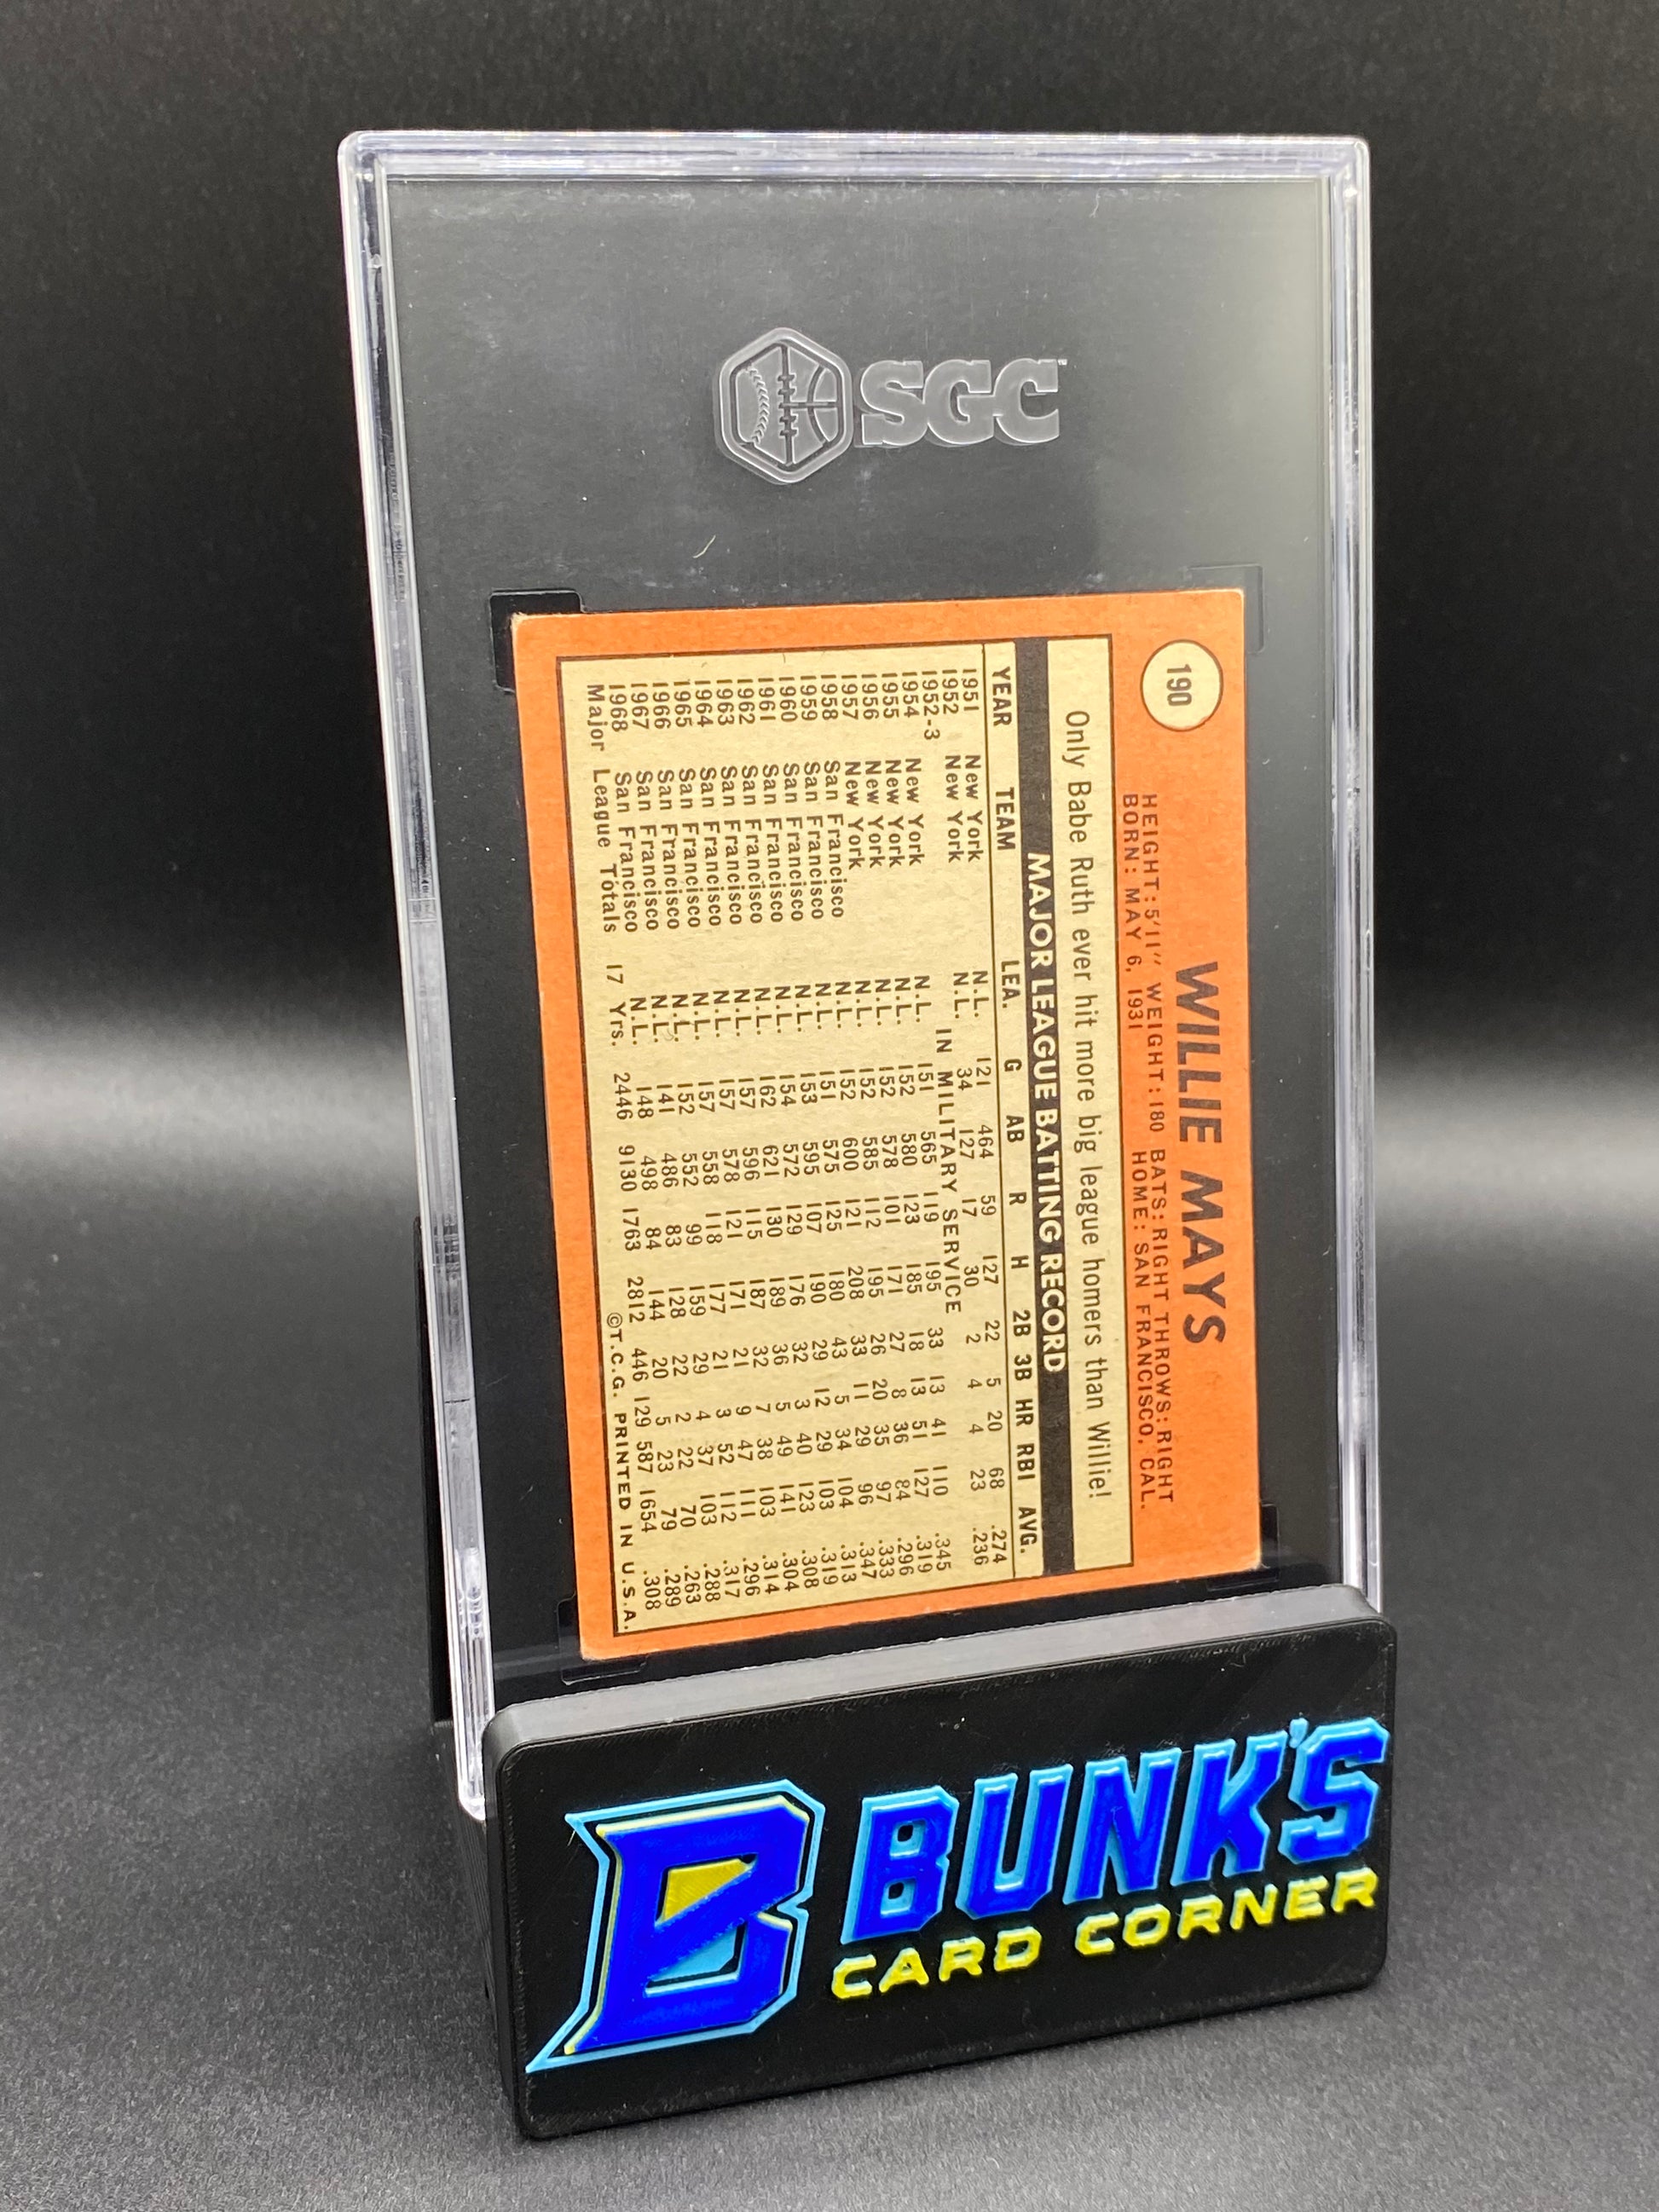 SGC™
190
WILLIE MAYS
HEIGHT: 5'11" WEIGHT: 180 BATS: RIGHT THROWS: RIGHT
BORN: MAY 6, 1931 HOME: SAN FRANCISCO, CAL.
Only Babe Ruth ever hit more big league homers than Willie!
MAJOR LEAGUE BATTING RECORD
YEAR TEAM LEA. G AB R H 2B 3B HR RBI AVG.
1951 New York N.L. 121 464 59 127 22 5 20 68 .274
1952 New York N.L. 34 127 17 30 2 4 4 23 .236
1952-3 IN MILITARY SERVICE
1954 New York N.L. 151 565 119 195 33 13 41 110 .345
1955 New York N.L. 152 580 123 185 18 13 51 127 .319
1956 New York N.L. 152 578 101 171 27 8 36 84 .296
1957 New York N.L. 152 585 112 195 26 20 35 97 .333
1958 San Francisco N.L. 152 600 121 208 33 11 29 96 .347
1959 San Francisco N.L. 151 575 125 180 43 5 34 104 .313
1960 San Francisco N.L. 153 595 107 190 29 12 29 103 .319
1961 San Francisco N.L. 154 572 129 176 32 3 40 123 .308
1962 San Francisco N.L. 162 621 130 189 36 5 49 141 .304
1963 San Francisco N.L. 157 596 115 187 32 7 38 103 .314
1964 San Francisco N.L. 157 578 121 171 21 9 47 111 .296
1965 San Francisco N.L. 157 558 118 177 21 3 52 112 .317
1966 San Francisco N.L. 152 552 99 159 29 4 37 103 .288
1967 San Francisco N.L. 141 486 83 128 22 2 22 70 .263
1968 San Francisco N.L. 148 498 84 144 20 5 23 79 .289
Major League Totals 17 Yrs. 2446 9130 1763 2812 446 129 587 1654 .308
©T.C.G. PRINTED IN U.S.A.
B BUNK'S
CARD CORNER